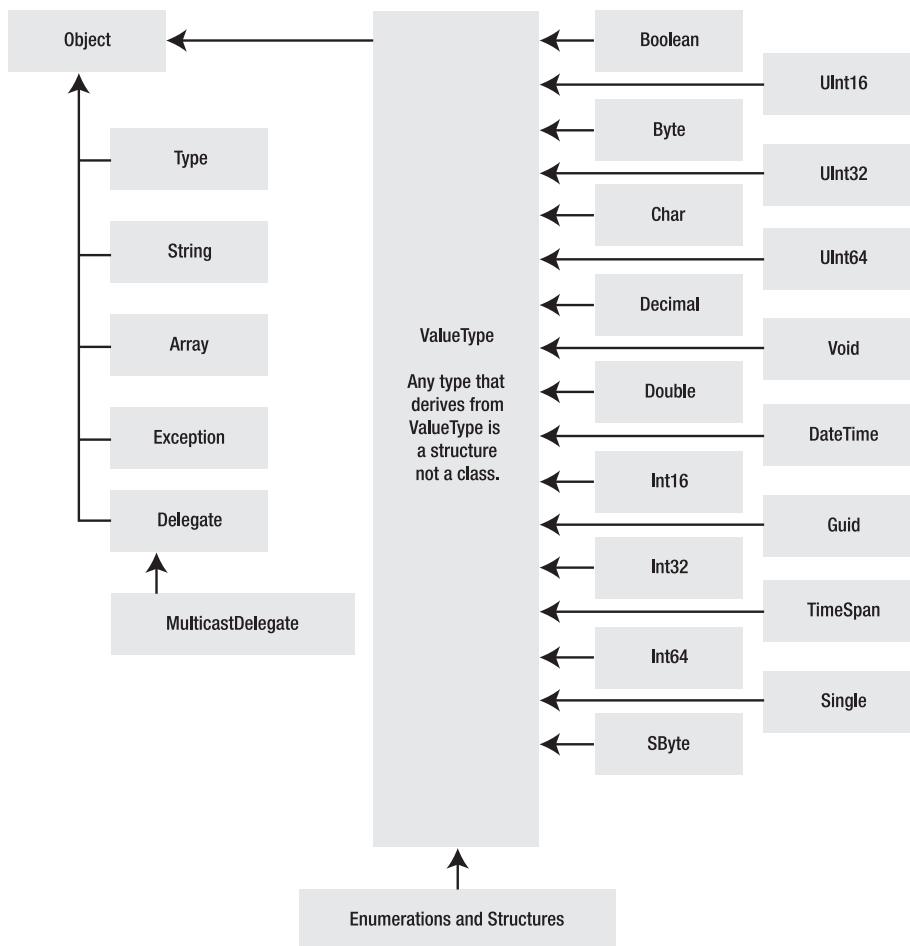 Object
Type
String
Array
Exception
Delegate
MulticastDelegate
ValueType
Any type that
derives from
ValueType is
a structure
not a class.
Boolean
UInt16
Byte
UInt32
Char
UInt64
Decimal
Void
Double
DateTime
Int16
Guid
Int32
TimeSpan
Int64
Single
SByte
Enumerations and Structures